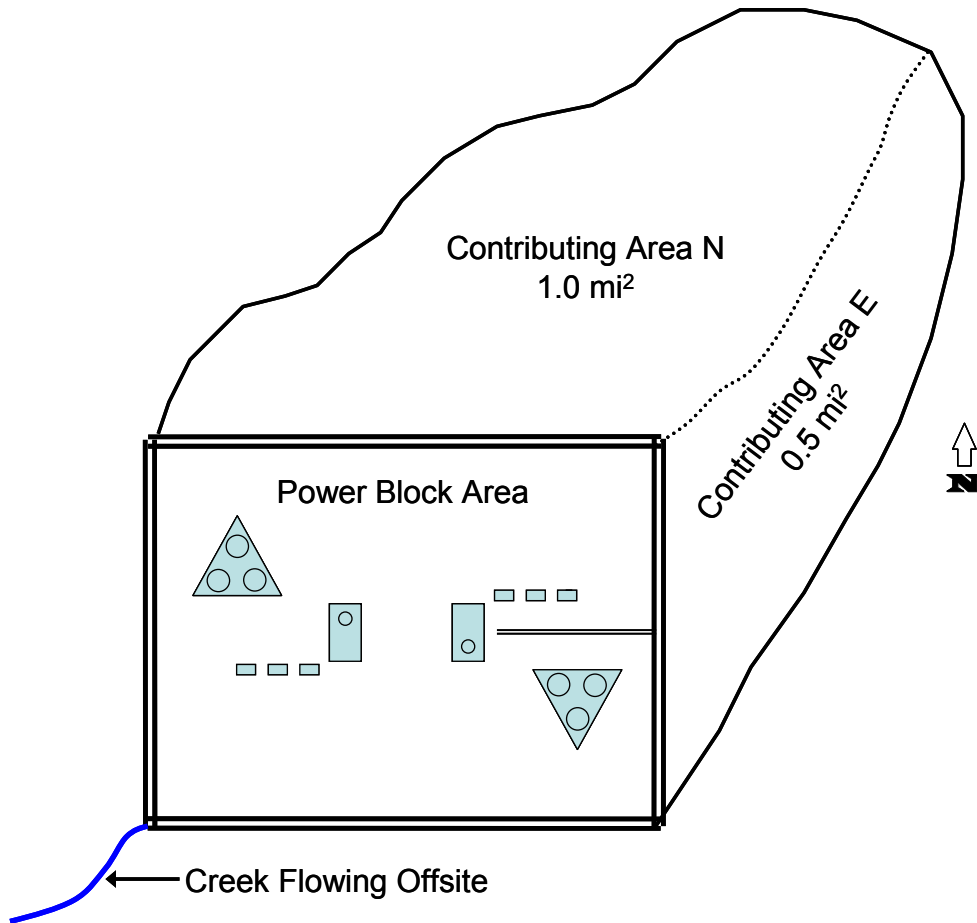 Contributing Area N
1.0 mi²
Contributing Area E
0.5 mi²
N
Power Block Area
Creek Flowing Offsite